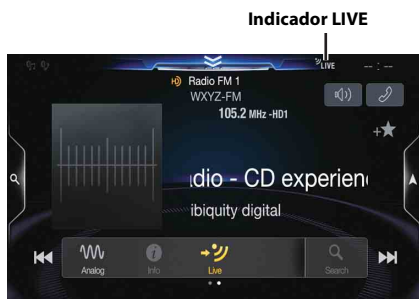 Indicador LIVE
LIVE
-- : --
Radio FM 1
WXYZ-FM
105.2 MHz -HD1
dio - CD experien
ibiquity digital
Analog
Info
Live
Search